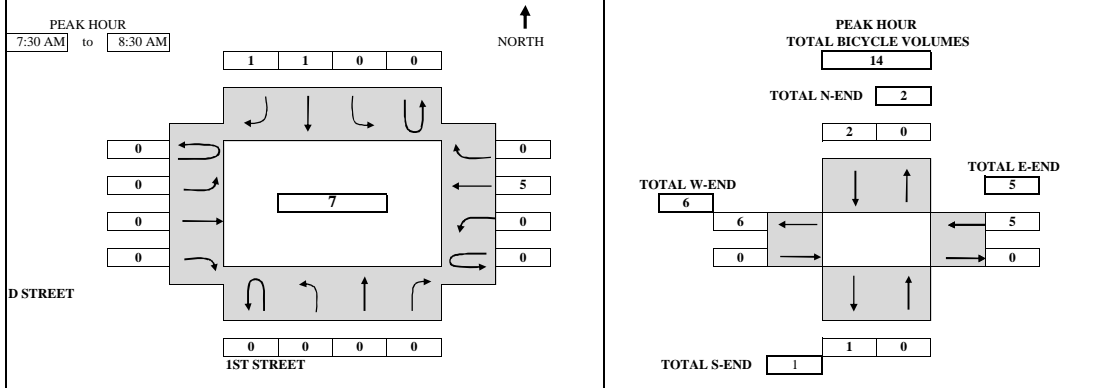 PEAK HOUR
7:30 AM to 8:30 AM
NORTH
1 1 0 0
0 0
0 5
7
0 0
0 0
D STREET
0 0 0 0
1ST STREET
PEAK HOUR
TOTAL BICYCLE VOLUMES
14
TOTAL N-END 2
2 0
TOTAL E-END
5
TOTAL W-END
6
6 5
0 0
1 0
TOTAL S-END 1